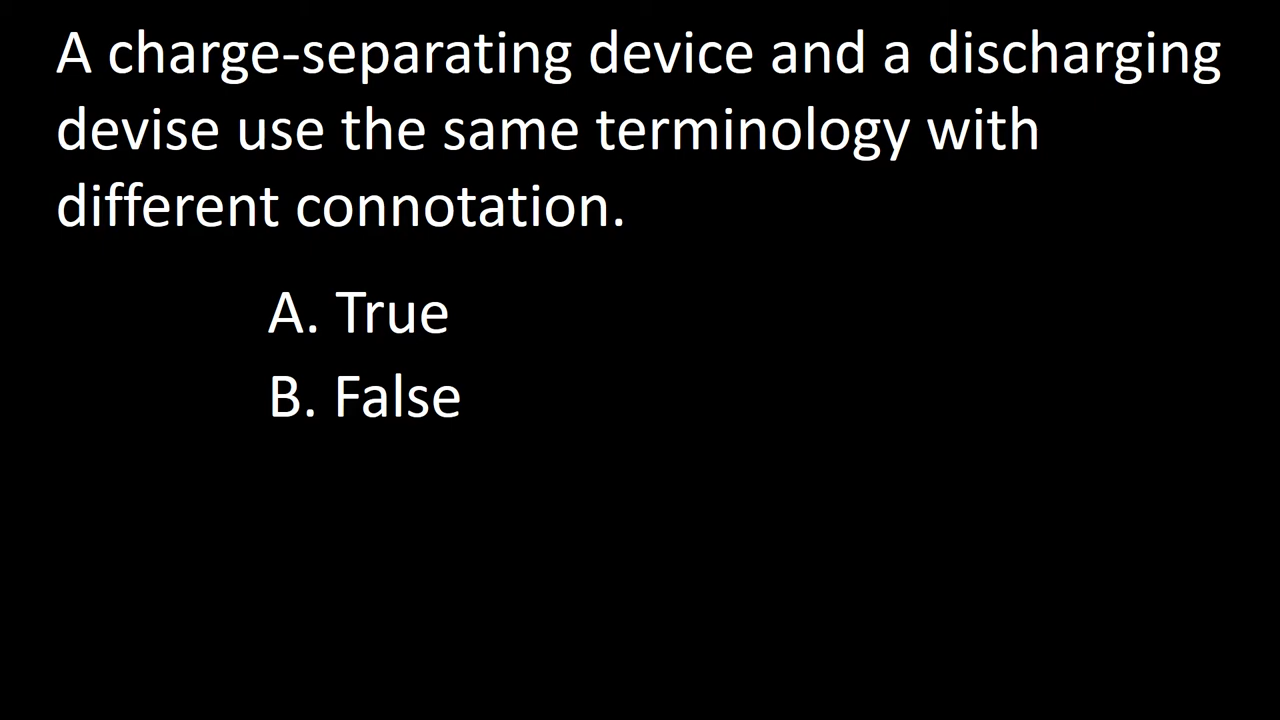 A charge-separating device and a discharging
devise use the same terminology with
different connotation.
A. True
B. False